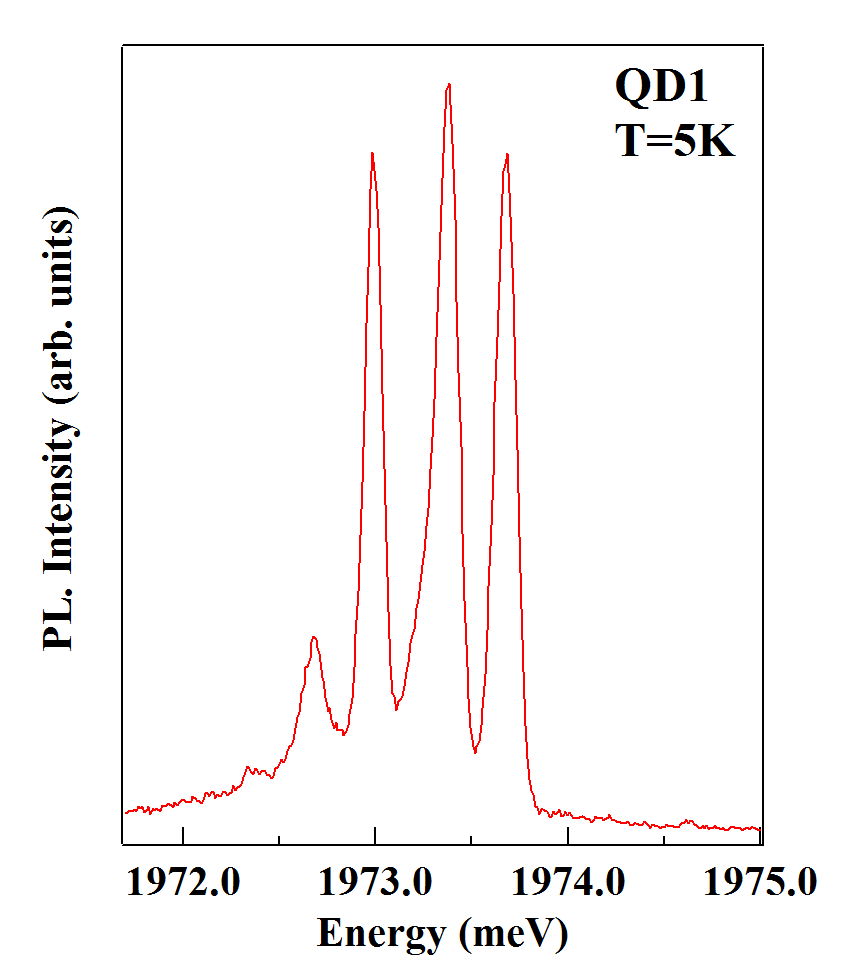 QD1
T=5K
PL. Intensity (arb. units)
1972.0 1973.0 1974.0 1975.0
Energy (meV)